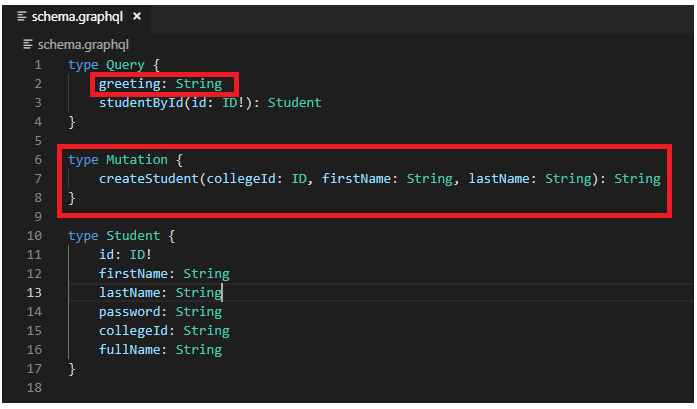 schema.graphql ×
schema.graphql
1 type Query {
2 greeting: String
3 studentById(id: ID!): Student
4 }
5
6 type Mutation {
7 createStudent(collegeId: ID, firstName: String, lastName: String): String
8 }
9
10 type Student {
11 id: ID!
12 firstName: String
13 lastName: String
14 password: String
15 collegeId: String
16 fullName: String
17 }
18